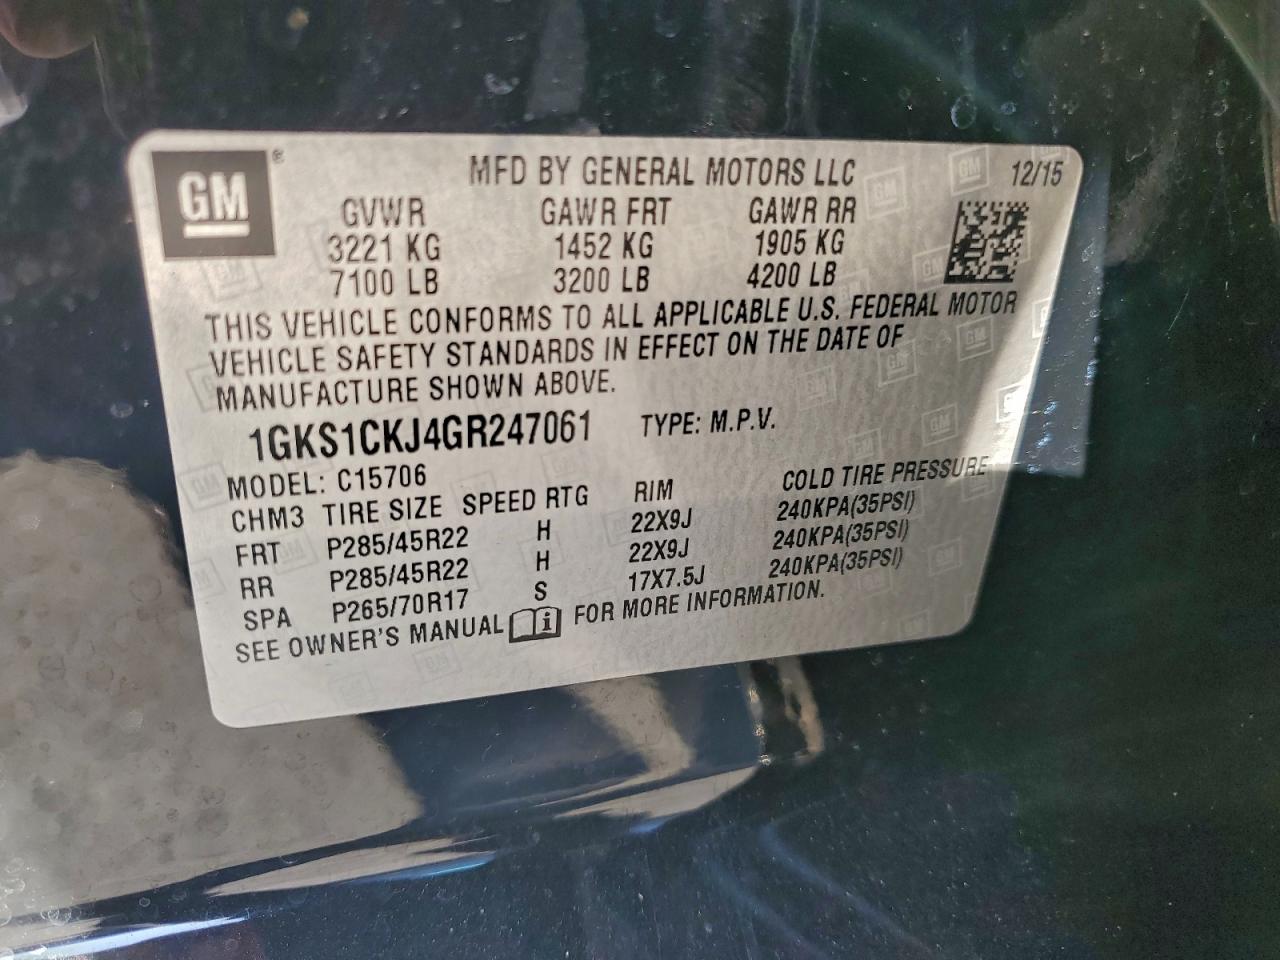 GM® MFD BY GENERAL MOTORS LLC 12/15
GVWR GAWR FRT GAWR RR
3221 KG 1452 KG 1905 KG
7100 LB 3200 LB 4200 LB
THIS VEHICLE CONFORMS TO ALL APPLICABLE U.S. FEDERAL MOTOR
VEHICLE SAFETY STANDARDS IN EFFECT ON THE DATE OF
MANUFACTURE SHOWN ABOVE.
1GKS1CKJ4GR247061 TYPE: M.P.V.
MODEL: C15706
CHM3 TIRE SIZE SPEED RTG RIM COLD TIRE PRESSURE
FRT P285/45R22 H 22X9J 240KPA(35PSI)
RR P285/45R22 H 22X9J 240KPA(35PSI)
SPA P265/70R17 S 17X7.5J 240KPA(35PSI)
SEE OWNER'S MANUAL i FOR MORE INFORMATION.